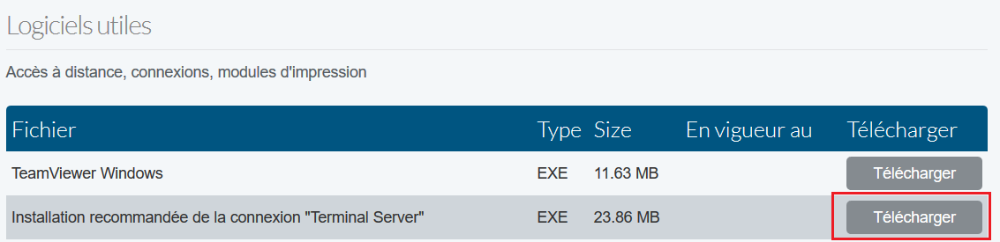 Logiciels utiles
Accès à distance, connexions, modules d'impression
Fichier Type Size En vigueur au Télécharger
TeamViewer Windows EXE 11.63 MB Télécharger
Installation recommandée de la connexion "Terminal Server" EXE 23.86 MB Télécharger